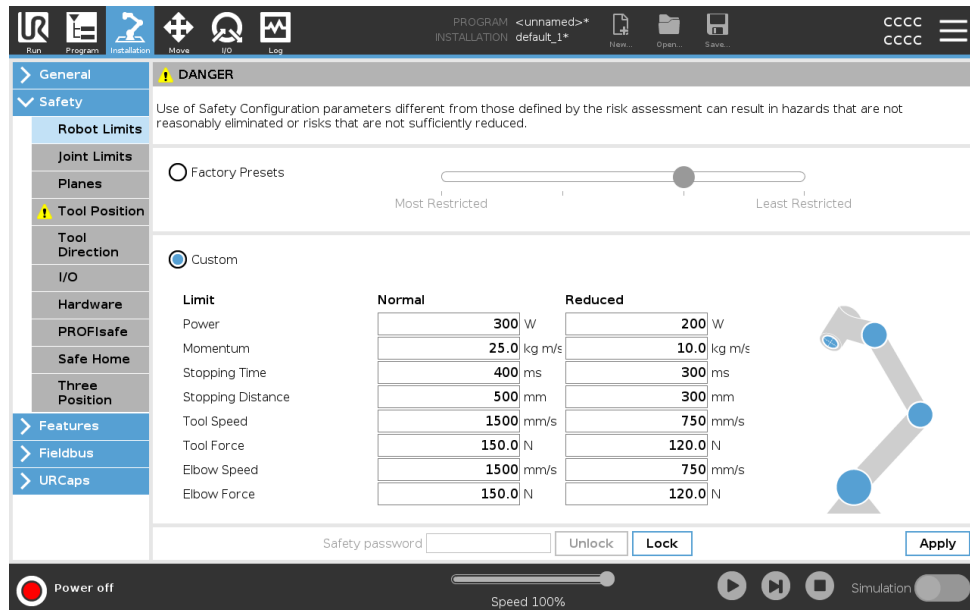 PROGRAM <unnamed>*
INSTALLATION default_1*
CCCC
CCCC
UR
Run
Program
Installation
Move
I/O
Log
New...
Open...
Save...
General
Safety
Robot Limits
Joint Limits
Planes
Tool Position
Tool
Direction
I/O
Hardware
PROFIsafe
Safe Home
Three
Position
Features
Fieldbus
URCaps
DANGER
Use of Safety Configuration parameters different from those defined by the risk assessment can result in hazards that are not
reasonably eliminated or risks that are not sufficiently reduced.
Factory Presets
Most Restricted
Least Restricted
Custom
Limit Normal Reduced
Power 300 W 200 W
Momentum 25.0 kg m/s 10.0 kg m/s
Stopping Time 400 ms 300 ms
Stopping Distance 500 mm 300 mm
Tool Speed 1500 mm/s 750 mm/s
Tool Force 150.0 N 120.0 N
Elbow Speed 1500 mm/s 750 mm/s
Elbow Force 150.0 N 120.0 N
Safety password Unlock Lock Apply
Power off
Speed 100%
Simulation